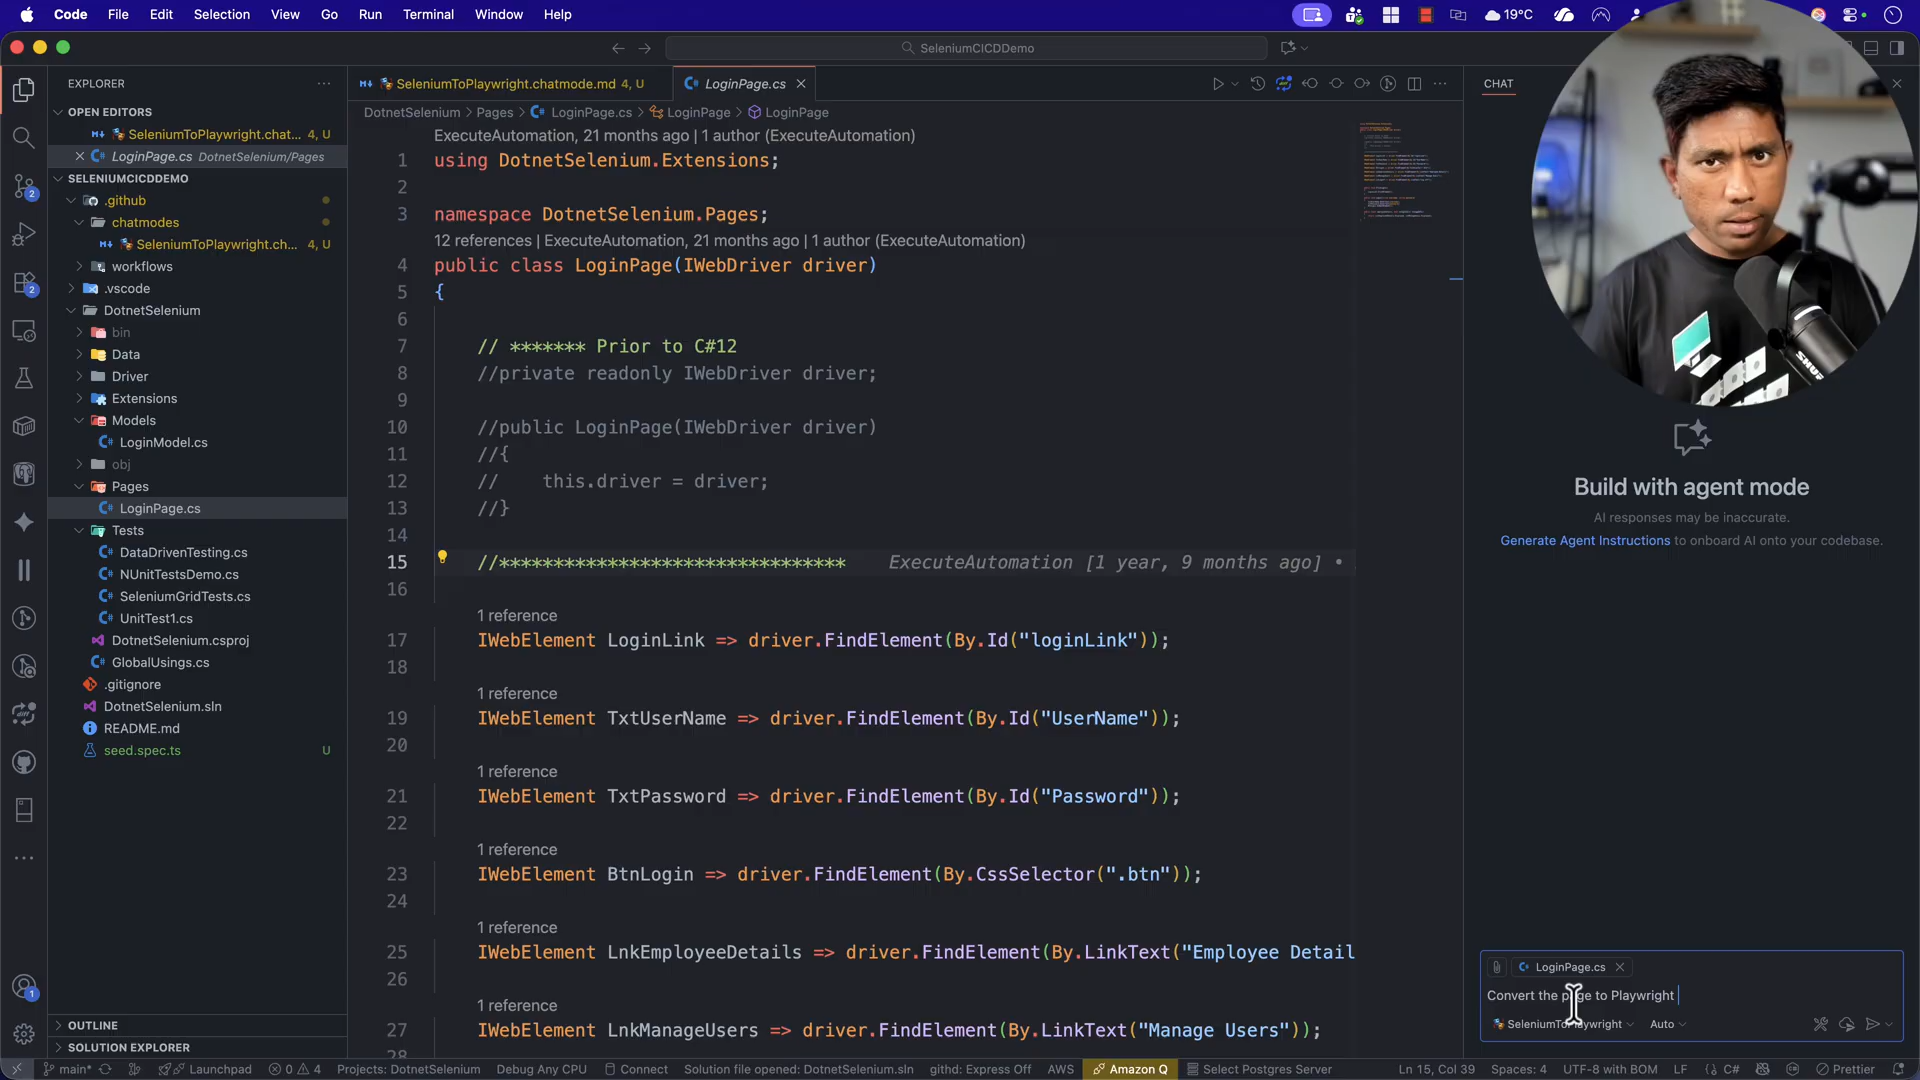 Code File Edit Selection View Go Run Terminal Window Help 19°C
SeleniumCICDDemo
EXPLORER
OPEN EDITORS
SeleniumToPlaywright.chat... 4, U
LoginPage.cs DotnetSelenium/Pages
SELENIUMCICDDEMO
.github
chatmodes
SeleniumToPlaywright.ch... 4, U
workflows
.vscode
DotnetSelenium
bin
Data
Driver
Extensions
Models
LoginModel.cs
obj
Pages
LoginPage.cs
Tests
DataDrivenTesting.cs
NUnitTestsDemo.cs
SeleniumGridTests.cs
UnitTest1.cs
DotnetSelenium.csproj
GlobalUsings.cs
.gitignore
DotnetSelenium.sln
README.md
seed.spec.ts U
OUTLINE
SOLUTION EXPLORER
2
2
1
SeleniumToPlaywright.chatmode.md 4, U LoginPage.cs
DotnetSelenium > Pages > LoginPage.cs > LoginPage > LoginPage
ExecuteAutomation, 21 months ago | 1 author (ExecuteAutomation)
1 using DotnetSelenium.Extensions;
2
3 namespace DotnetSelenium.Pages;
12 references | ExecuteAutomation, 21 months ago | 1 author (ExecuteAutomation)
4 public class LoginPage(IWebDriver driver)
5 {
6
7 // ******* Prior to C#12
8 //private readonly IWebDriver driver;
9
10 //public LoginPage(IWebDriver driver)
11 //{
12 // this.driver = driver;
13 //}
14
15 //******************************** ExecuteAutomation [1 year, 9 months ago] •
16
1 reference
17 IWebElement LoginLink => driver.FindElement(By.Id("loginLink"));
18
1 reference
19 IWebElement TxtUserName => driver.FindElement(By.Id("UserName"));
20
1 reference
21 IWebElement TxtPassword => driver.FindElement(By.Id("Password"));
22
1 reference
23 IWebElement BtnLogin => driver.FindElement(By.CssSelector(".btn"));
24
1 reference
25 IWebElement LnkEmployeeDetails => driver.FindElement(By.LinkText("Employee Detail
26
1 reference
27 IWebElement LnkManageUsers => driver.FindElement(By.LinkText("Manage Users"));
28
CHAT
SHURE
Build with agent mode
AI responses may be inaccurate.
Generate Agent Instructions to onboard AI onto your codebase.
LoginPage.cs
Convert the page to Playwright
SeleniumToPlaywright Auto
main* Launchpad 0 4 Projects: DotnetSelenium Debug Any CPU Connect Solution file opened: DotnetSelenium.sln githd: Express Off AWS Amazon Q Select Postgres Server Ln 15, Col 39 Spaces: 4 UTF-8 with BOM LF C# Prettier